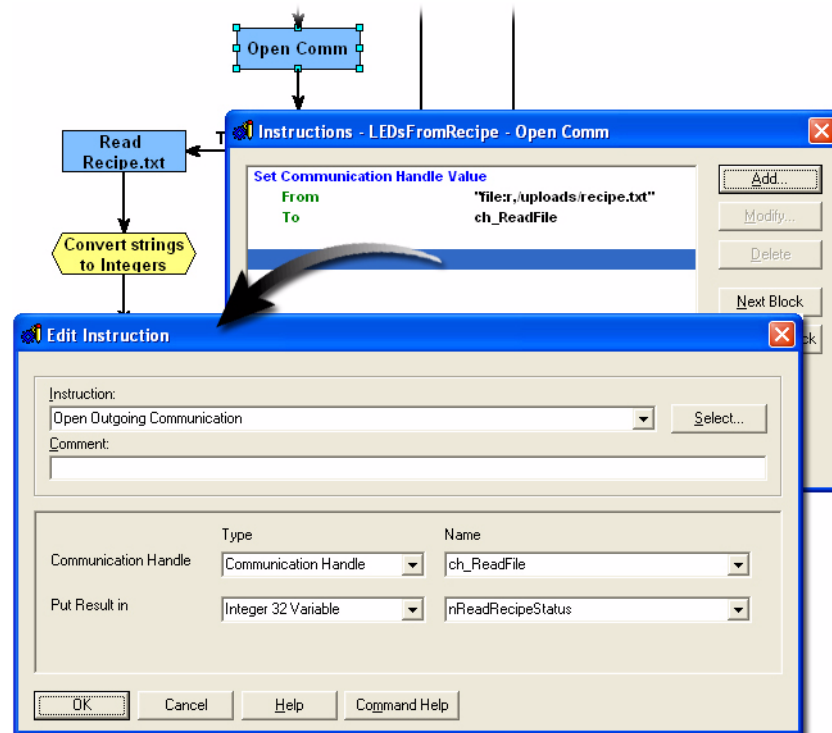 Open Comm
Read
Recipe.txt
T
Convert strings
to Integers
Instructions - LEDsFromRecipe - Open Comm
Set Communication Handle Value
From "file:r,/uploads/recipe.txt"
To ch_ReadFile
Add...
Modify...
Delete
Next Block
ck
Edit Instruction
Instruction:
Open Outgoing Communication
Select...
Comment:
Type Name
Communication Handle Communication Handle ch_ReadFile
Put Result in Integer 32 Variable nReadRecipeStatus
OK Cancel Help Command Help